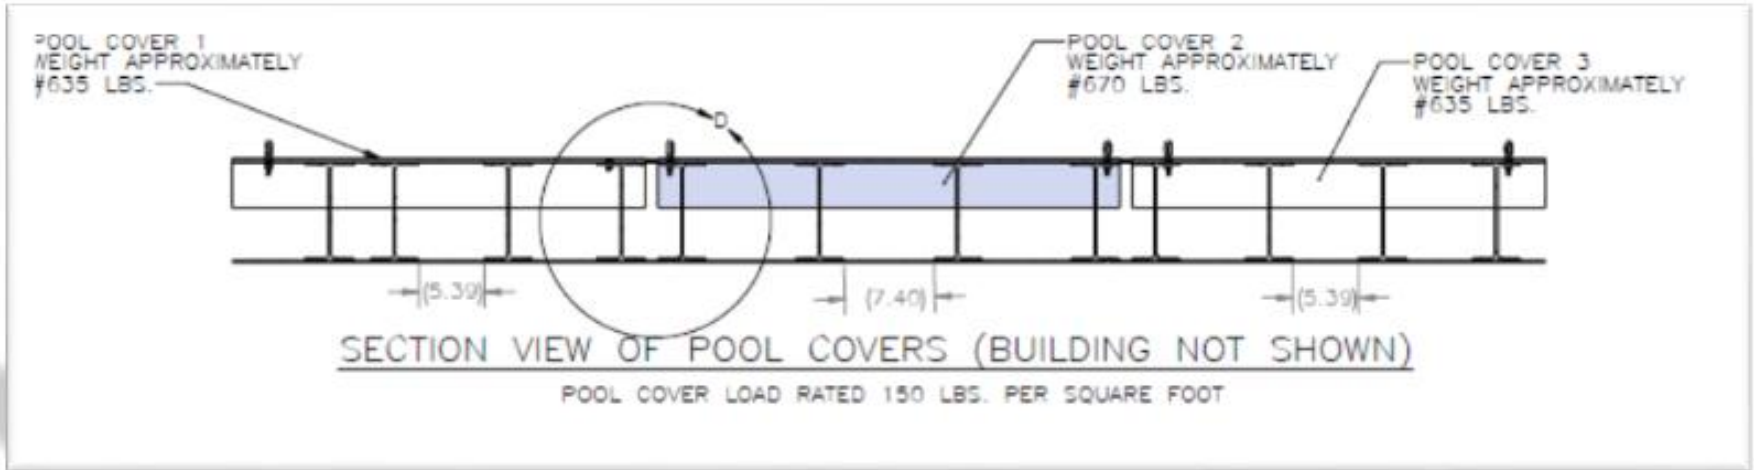 POOL COVER 1
WEIGHT APPROXIMATELY
#635 LBS.
POOL COVER 2
WEIGHT APPROXIMATELY
#670 LBS.
POOL COVER 3
WEIGHT APPROXIMATELY
#635 LBS.
D
(5.39)
(7.40)
(5.39)
SECTION VIEW OF POOL COVERS (BUILDING NOT SHOWN)
POOL COVER LOAD RATED 150 LBS. PER SQUARE FOOT